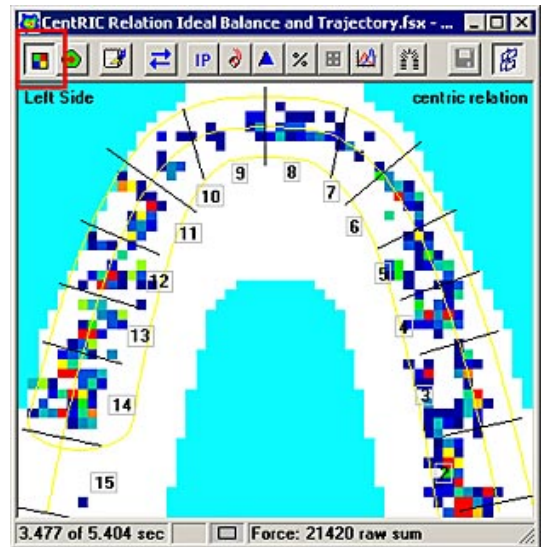 CentRIC Relation Ideal Balance and Trajectory.fsx - ...
IP %
Left Side centric relation
9 8
10 7
11 6
12 5
13 4
14 3
15 2
3.477 of 5.404 sec Force: 21420 raw sum